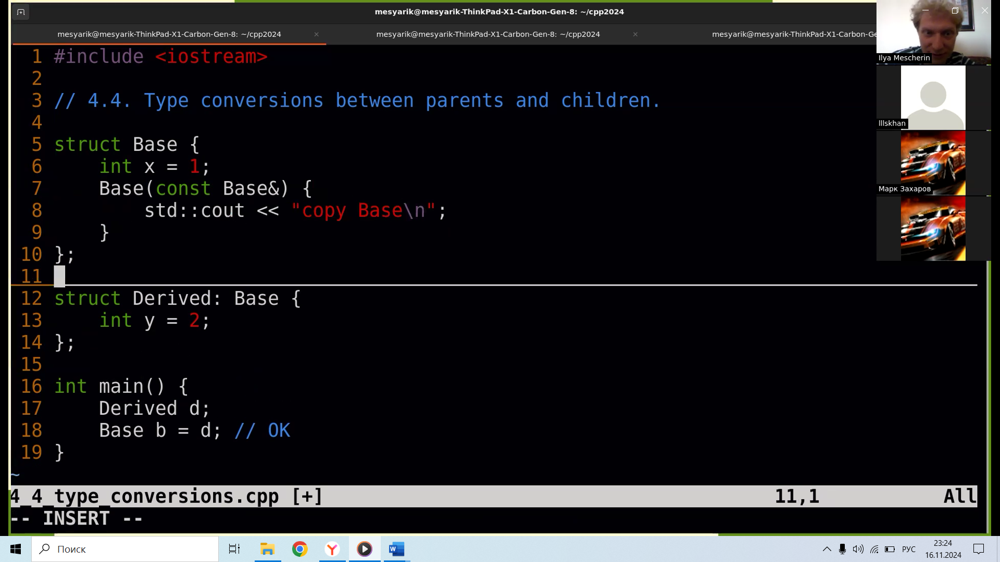 mesyarik@mesyarik-ThinkPad-X1-Carbon-Gen-8: ~/cpp2024
mesyarik@mesyarik-ThinkPad-X1-Carbon-Gen-8: ~/cpp2024
mesyarik@mesyarik-ThinkPad-X1-Carbon-Gen-8: ~/cpp2024
mesyarik@mesyarik-ThinkPad-X1-Carbon-Ge
1 #include <iostream>
2
3 // 4.4. Type conversions between parents and children.
4
5 struct Base {
6     int x = 1;
7     Base(const Base&) {
8         std::cout << "copy Base\n";
9     }
10 };
11
12 struct Derived: Base {
13     int y = 2;
14 };
15
16 int main() {
17     Derived d;
18     Base b = d; // OK
19 }
~
4_4_type_conversions.cpp [+] 11,1 All
-- INSERT --
Ilya Mescherin
lllskhan
Марк Захаров
Поиск
W
РУС
23:24
16.11.2024